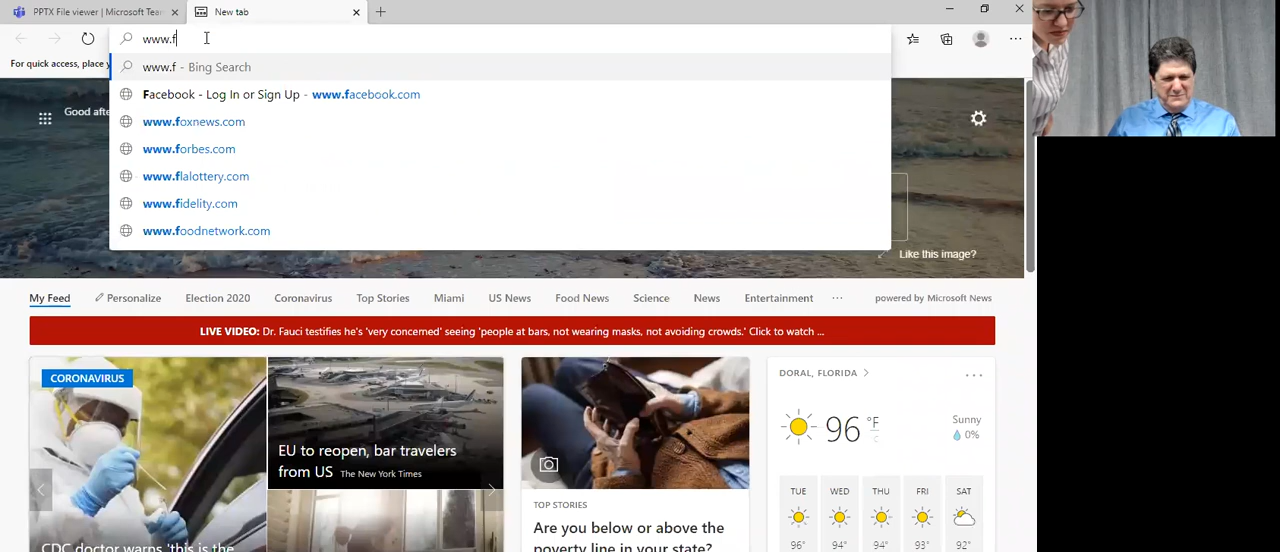 PPTX File viewer | Microsoft Team
New tab
www.f
For quick access, place y
www.f - Bing Search
Facebook - Log In or Sign Up - www.facebook.com
www.foxnews.com
www.forbes.com
www.flalottery.com
www.fidelity.com
www.foodnetwork.com
Good afte
Like this image?
My Feed
Personalize
Election 2020
Coronavirus
Top Stories
Miami
US News
Food News
Science
News
Entertainment
...
powered by Microsoft News
LIVE VIDEO: Dr. Fauci testifies he's 'very concerned' seeing 'people at bars, not wearing masks, not avoiding crowds.' Click to watch ...
CORONAVIRUS
CDC doctor warns 'this is the
EU to reopen, bar travelers
from US The New York Times
TOP STORIES
Are you below or above the
poverty line in your state?
DORAL, FLORIDA
96 °F
C
Sunny
0%
TUE WED THU FRI SAT
96° 94° 94° 93° 92°